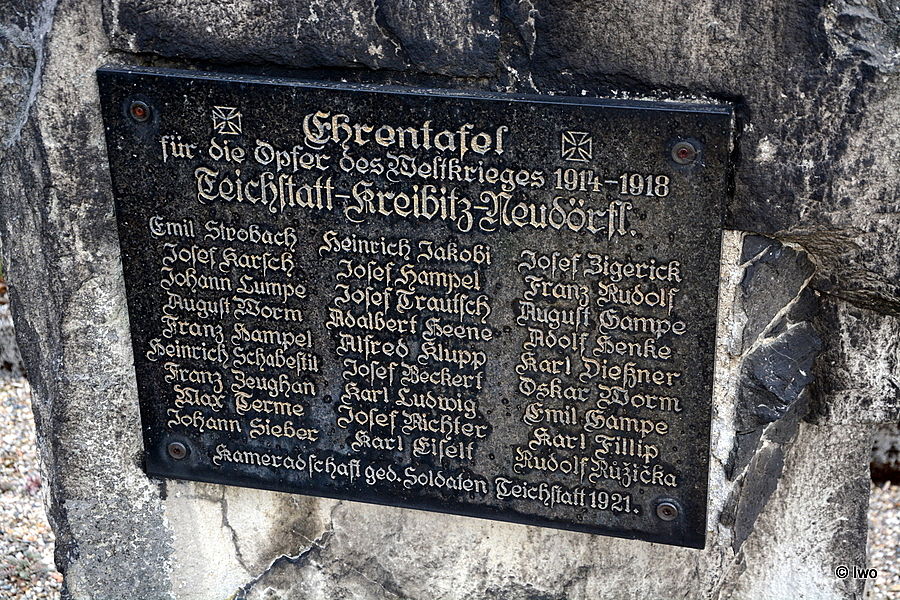 Ehrentafel
für die Opfer des Weltkrieges 1914-1918
Teichstatt-Kreibitz-Neudörfl.
Emil Strobach
Josef Karsch
Johann Lumpe
August Worm
Franz Hampel
Heinrich Schabestil
Franz Zeughan
Max Terme
Johann Sieber
Heinrich Jakobi
Josef Hampel
Josef Trautsch
Adalbert Heene
Alfred Klupp
Josef Beckert
Karl Ludwig
Josef Richter
Karl Eiselt
Josef Zigerick
Franz Rudolf
August Gampe
Adolf Henke
Karl Dießner
Oskar Worm
Emil Gampe
Karl Fillip
Rudolf Růžička
Kameradschaft ged. Soldaten Teichstatt 1921.
© Iwo